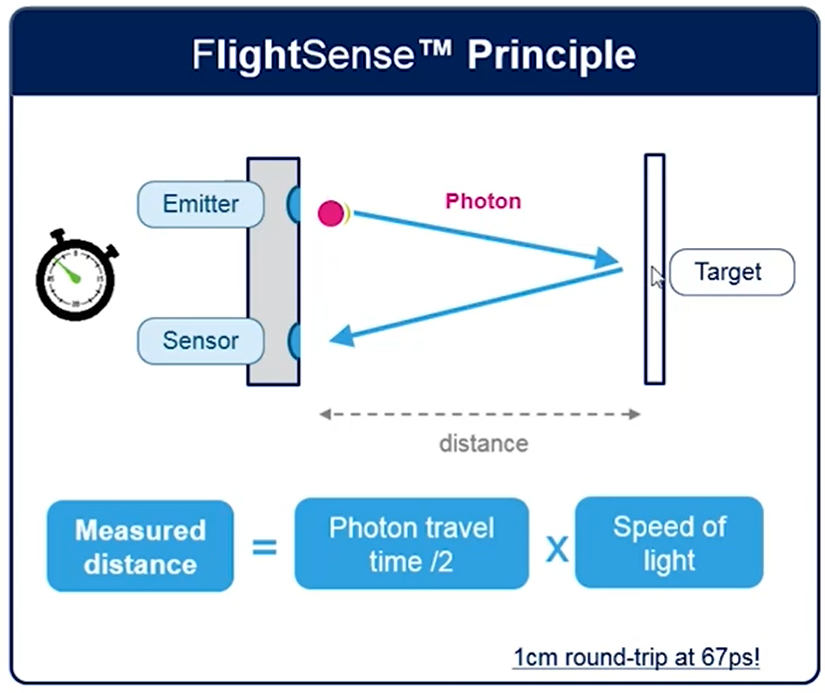 FlightSense™ Principle
Emitter
Photon
Target
Sensor
distance
Measured
distance
=
Photon travel
time /2
X
Speed of
light
1cm round-trip at 67ps!